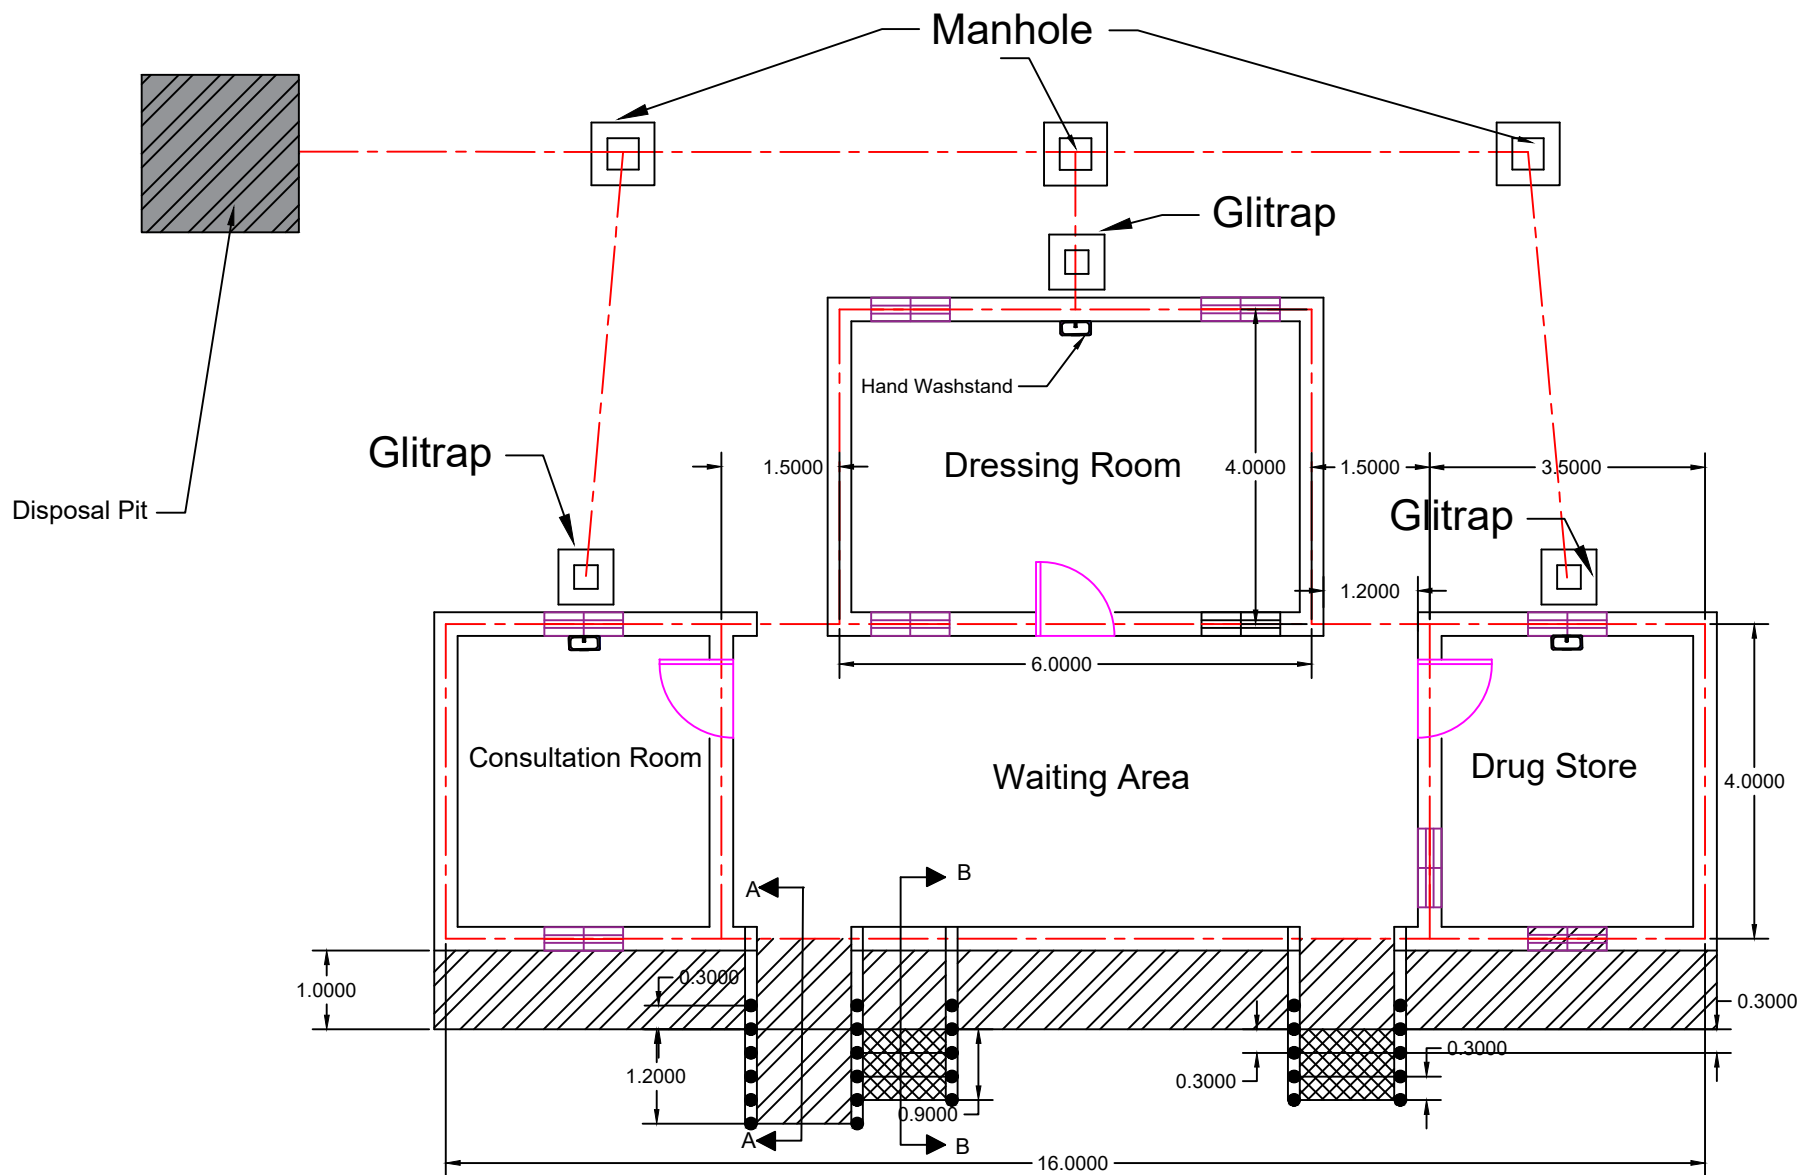 Manhole
Glitrap
Hand Washstand
Glitrap
1.5000
Dressing Room
4.0000
1.5000
3.5000
Disposal Pit
Glitrap
1.2000
6.0000
Consultation Room
Waiting Area
Drug Store
4.0000
A
B
0.3000
1.0000
0.3000
1.2000
0.3000
0.3000
0.9000
A
B
16.0000